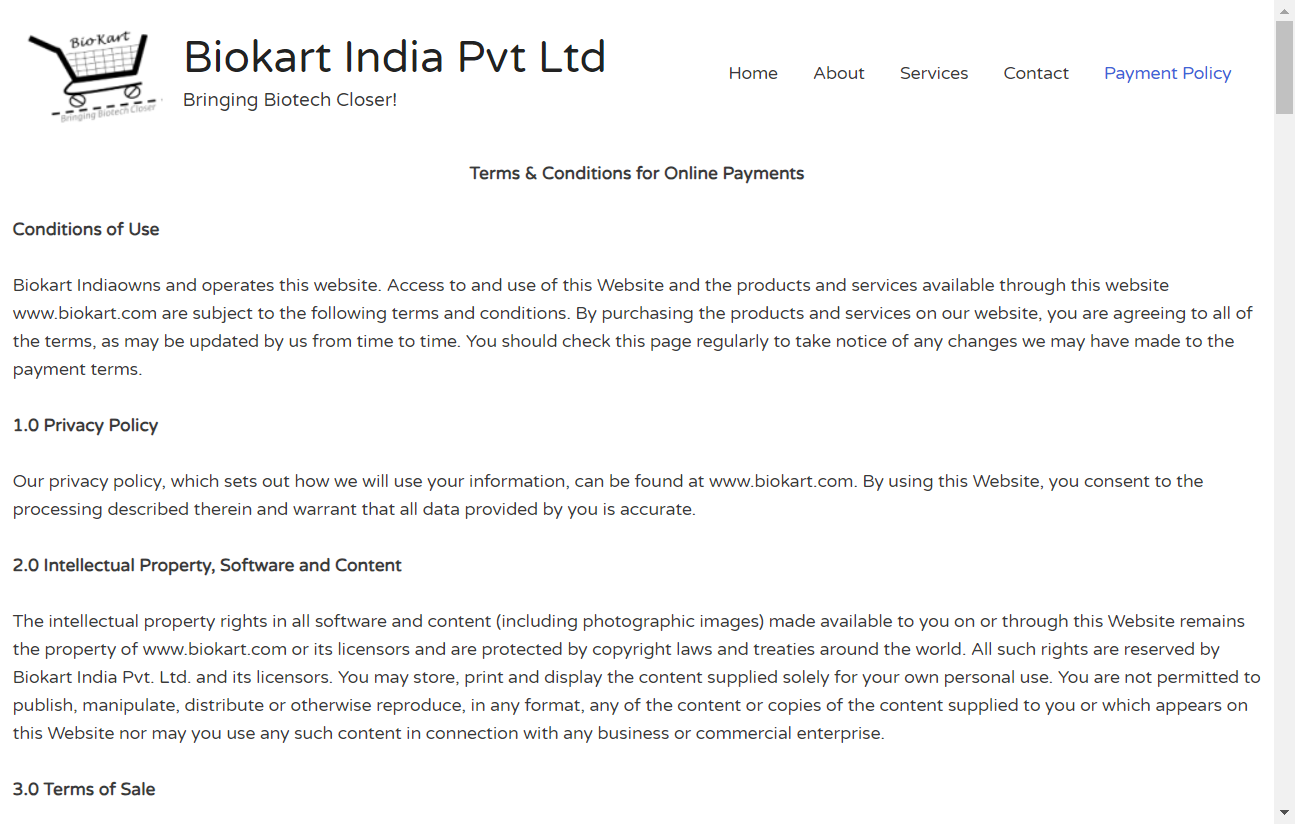 BioKart
Bringing Biotech Closer
Biokart India Pvt Ltd
Bringing Biotech Closer!
Home
About
Services
Contact
Payment Policy
Terms & Conditions for Online Payments
Conditions of Use
Biokart Indiaowns and operates this website. Access to and use of this Website and the products and services available through this website
www.biokart.com are subject to the following terms and conditions. By purchasing the products and services on our website, you are agreeing to all of
the terms, as may be updated by us from time to time. You should check this page regularly to take notice of any changes we may have made to the
payment terms.
1.0 Privacy Policy
Our privacy policy, which sets out how we will use your information, can be found at www.biokart.com. By using this Website, you consent to the
processing described therein and warrant that all data provided by you is accurate.
2.0 Intellectual Property, Software and Content
The intellectual property rights in all software and content (including photographic images) made available to you on or through this Website remains
the property of www.biokart.com or its licensors and are protected by copyright laws and treaties around the world. All such rights are reserved by
Biokart India Pvt. Ltd. and its licensors. You may store, print and display the content supplied solely for your own personal use. You are not permitted to
publish, manipulate, distribute or otherwise reproduce, in any format, any of the content or copies of the content supplied to you or which appears on
this Website nor may you use any such content in connection with any business or commercial enterprise.
3.0 Terms of Sale